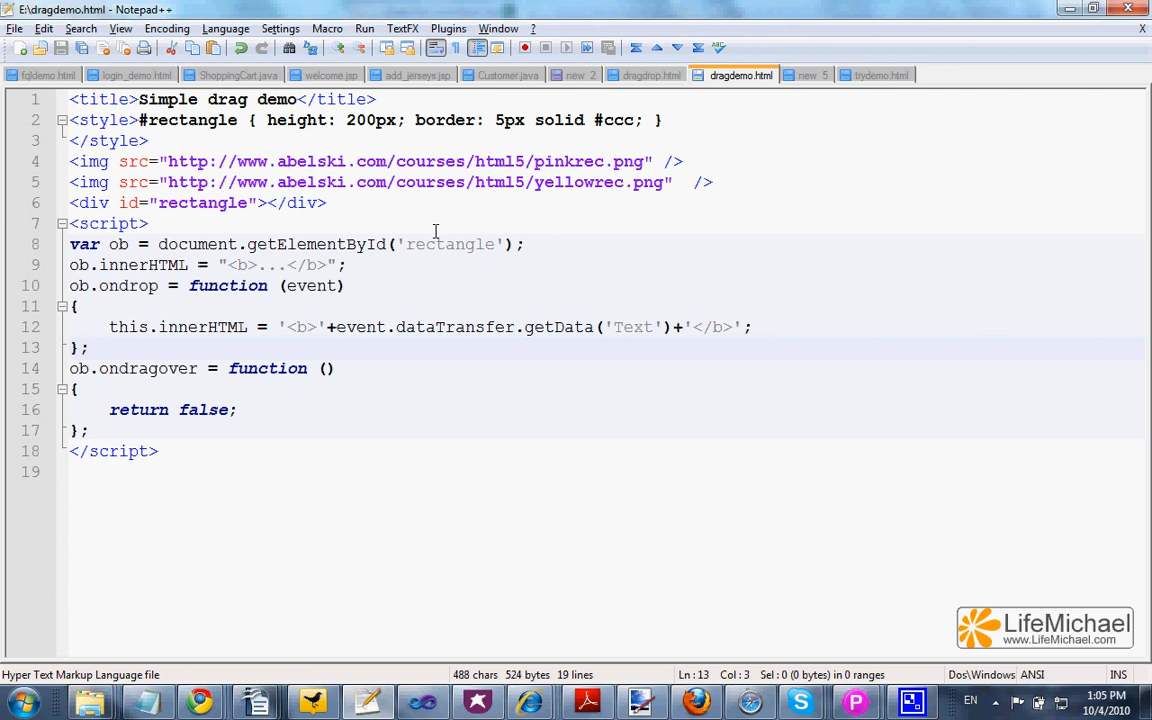 E:\dragdemo.html - Notepad++
File Edit Search View Encoding Language Settings TextFX Macro Run Plugins Window ? X
fqldemo.html login_demo.html ShoppingCart.java welcome.jsp add_jerseys.jsp Customer.java new 2 dragdrop.html dragdemo.html new 5 trydemo.html
1 <title>Simple drag demo</title>
2 <style>#rectangle { height: 200px; border: 5px solid #ccc; }
3 </style>
4 <img src="http://www.abelski.com/courses/html5/pinkrec.png" />
5 <img src="http://www.abelski.com/courses/html5/yellowrec.png"  />
6 <div id="rectangle"></div>
7 <script>
8 var ob = document.getElementById('rectangle');
9 ob.innerHTML = "<b>...</b>";
10 ob.ondrop = function (event)
11 {
12     this.innerHTML = '<b>'+event.dataTransfer.getData('Text')+'</b>';
13 };
14 ob.ondragover = function ()
15 {
16     return false;
17 };
18 </script>
19
LifeMichael
www.LifeMichael.com
Hyper Text Markup Language file 488 chars 524 bytes 19 lines Ln : 13 Col : 3 Sel : 0 (0 bytes) in 0 ranges Dos\Windows ANSI INS
EN 1:05 PM
10/4/2010